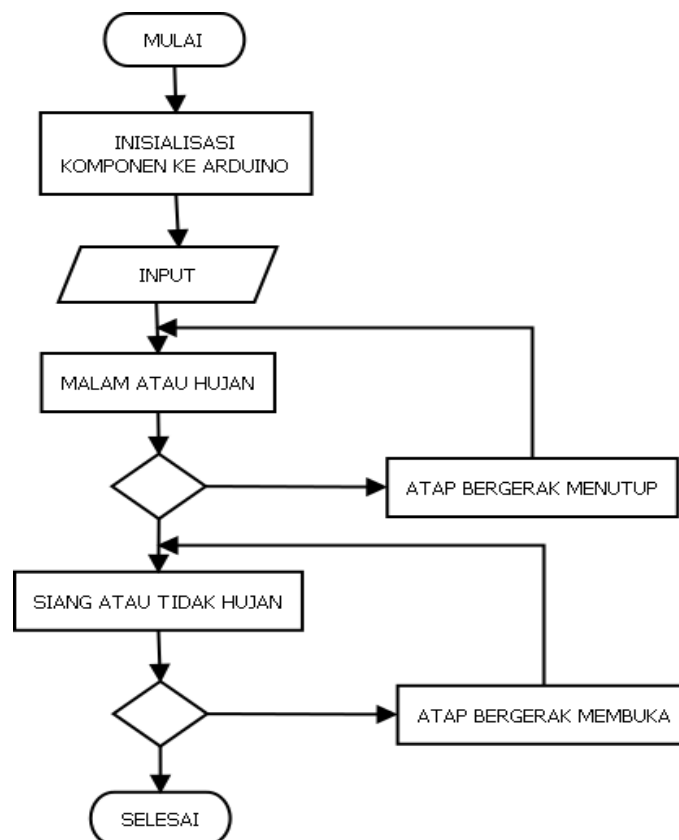 MULAI
INISIALISASI
KOMPONEN KE ARDUINO
INPUT
MALAM ATAU HUJAN
ATAP BERGERAK MENUTUP
SIANG ATAU TIDAK HUJAN
ATAP BERGERAK MEMBUKA
SELESAI